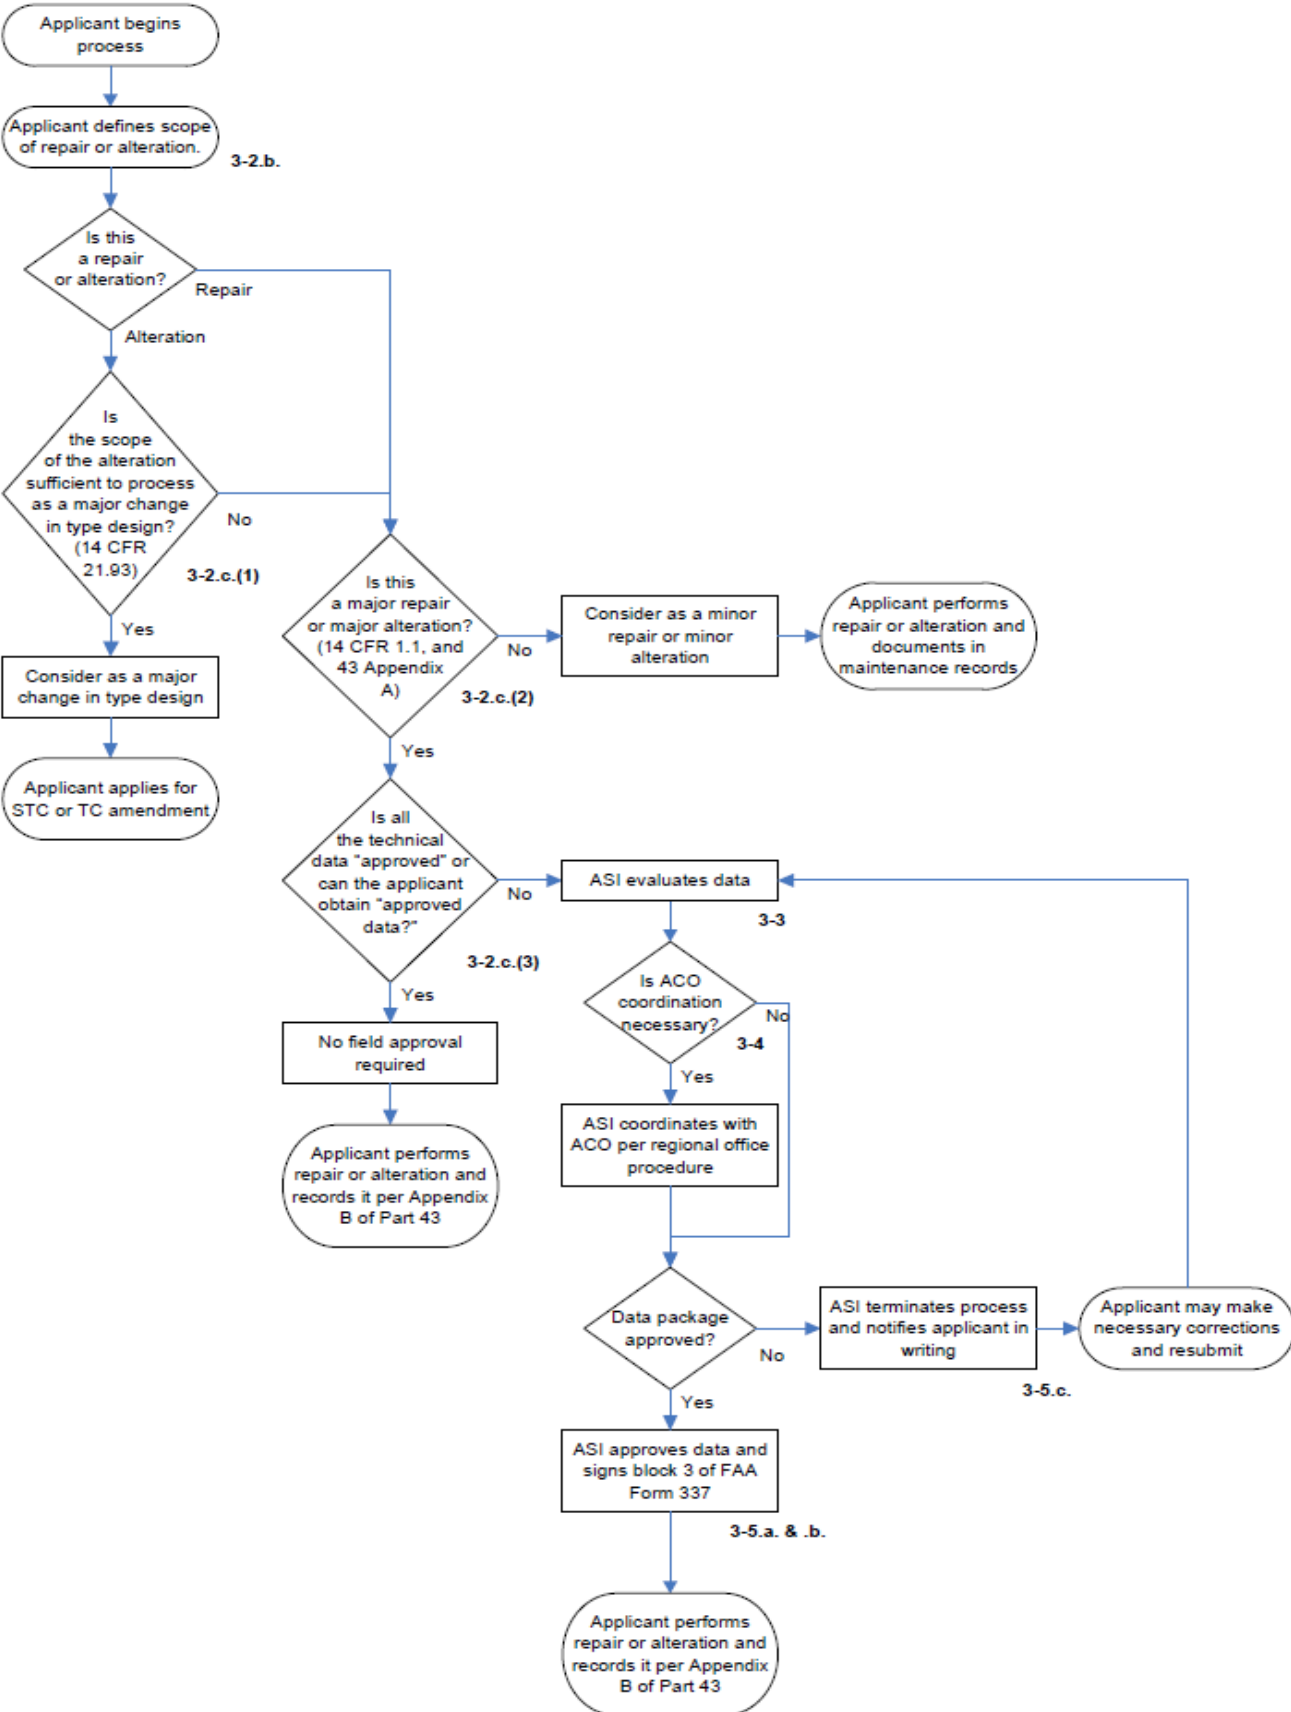 Applicant begins
process
Applicant defines scope
of repair or alteration.
3-2.b.
Is this
a repair
or alteration?
Repair
Alteration
Is
the scope
of the alteration
sufficient to process
as a major change
in type design?
(14 CFR
21.93)
No
3-2.c.(1)
Yes
Consider as a major
change in type design
Applicant applies for
STC or TC amendment
Is this
a major repair
or major alteration?
(14 CFR 1.1, and
43 Appendix
A)
No
3-2.c.(2)
Consider as a minor
repair or minor
alteration
Applicant performs
repair or alteration and
documents in
maintenance records
Yes
Is all
the technical
data "approved" or
can the applicant
obtain "approved
data?"
No
3-2.c.(3)
Yes
No field approval
required
Applicant performs
repair or alteration and
records it per Appendix
B of Part 43
ASI evaluates data
3-3
Is ACO
coordination
necessary?
No
3-4
Yes
ASI coordinates with
ACO per regional office
procedure
Data package
approved?
No
ASI terminates process
and notifies applicant in
writing
3-5.c.
Applicant may make
necessary corrections
and resubmit
Yes
ASI approves data and
signs block 3 of FAA
Form 337
3-5.a. & .b.
Applicant performs
repair or alteration and
records it per Appendix
B of Part 43